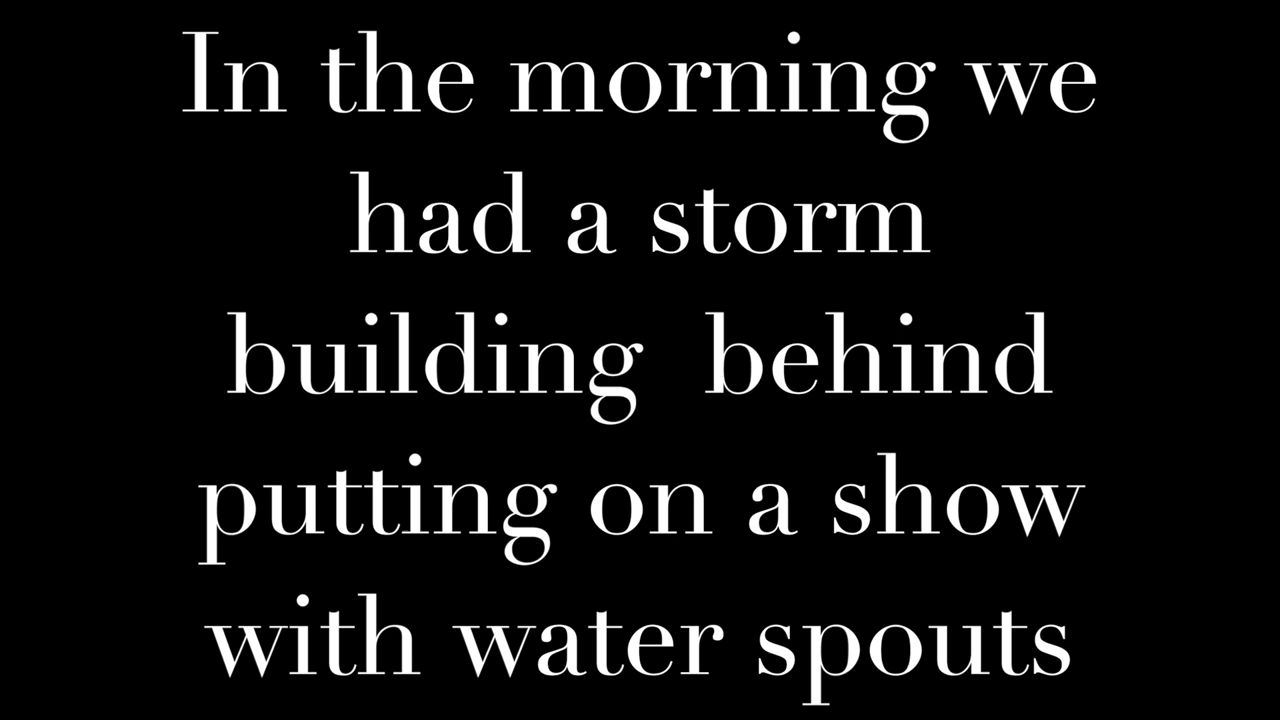 In the morning we
had a storm
building  behind
putting on a show
with water spouts